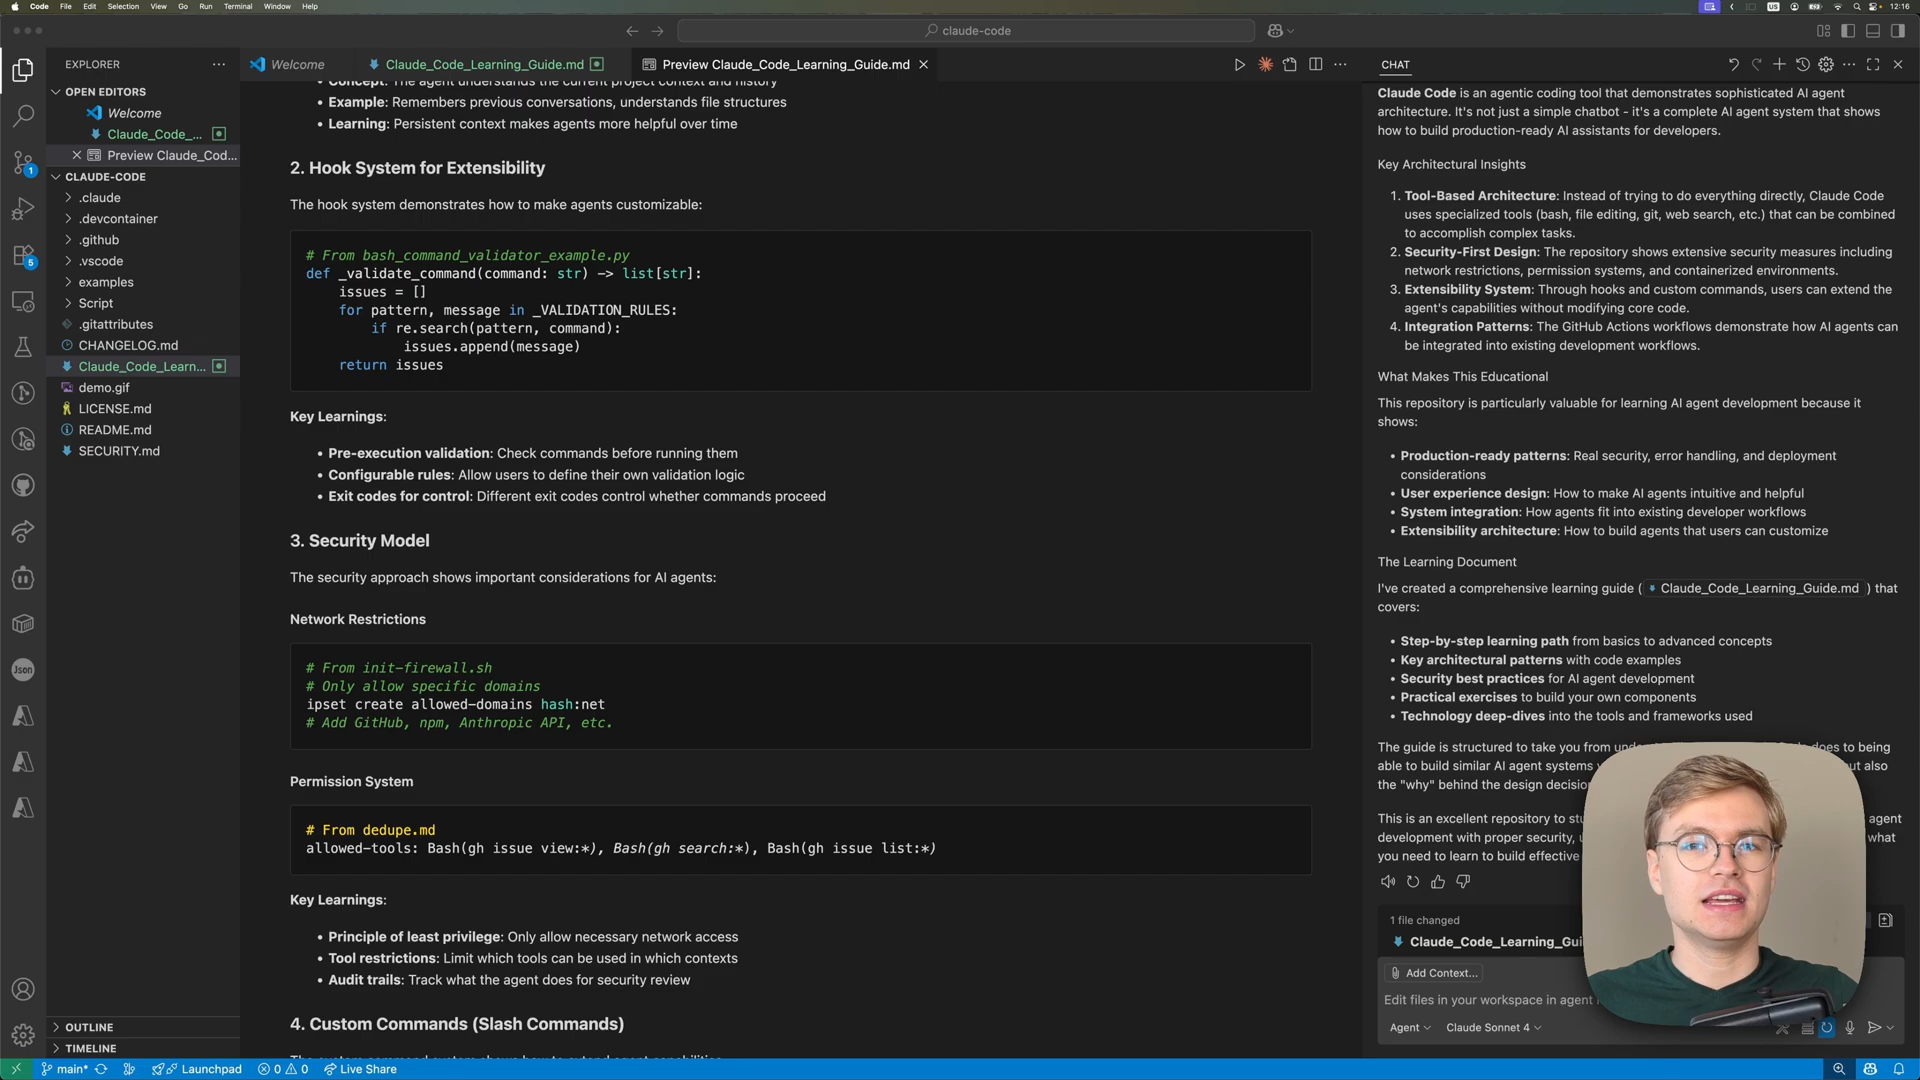 Code File Edit Selection View Go Run Terminal Window Help
US
12:16
claude-code
EXPLORER
OPEN EDITORS
Welcome
Claude_Code_...
Preview Claude_Cod...
CLAUDE-CODE
.claude
.devcontainer
.github
.vscode
examples
Script
.gitattributes
CHANGELOG.md
Claude_Code_Learn...
demo.gif
LICENSE.md
README.md
SECURITY.md
OUTLINE
TIMELINE
1
5
Json
Welcome
Claude_Code_Learning_Guide.md
Preview Claude_Code_Learning_Guide.md
Concept: The agent understands the current project context and history
• Example: Remembers previous conversations, understands file structures
• Learning: Persistent context makes agents more helpful over time
2. Hook System for Extensibility
The hook system demonstrates how to make agents customizable:
# From bash_command_validator_example.py
def _validate_command(command: str) -> list[str]:
issues = []
for pattern, message in _VALIDATION_RULES:
if re.search(pattern, command):
issues.append(message)
return issues
Key Learnings:
• Pre-execution validation: Check commands before running them
• Configurable rules: Allow users to define their own validation logic
• Exit codes for control: Different exit codes control whether commands proceed
3. Security Model
The security approach shows important considerations for AI agents:
Network Restrictions
# From init-firewall.sh
# Only allow specific domains
ipset create allowed-domains hash:net
# Add GitHub, npm, Anthropic API, etc.
Permission System
# From dedupe.md
allowed-tools: Bash(gh issue view:*), Bash(gh search:*), Bash(gh issue list:*)
Key Learnings:
• Principle of least privilege: Only allow necessary network access
• Tool restrictions: Limit which tools can be used in which contexts
• Audit trails: Track what the agent does for security review
4. Custom Commands (Slash Commands)
CHAT
Claude Code is an agentic coding tool that demonstrates sophisticated AI agent
architecture. It's not just a simple chatbot - it's a complete AI agent system that shows
how to build production-ready AI assistants for developers.
Key Architectural Insights
1. Tool-Based Architecture: Instead of trying to do everything directly, Claude Code
uses specialized tools (bash, file editing, git, web search, etc.) that can be combined
to accomplish complex tasks.
2. Security-First Design: The repository shows extensive security measures including
network restrictions, permission systems, and containerized environments.
3. Extensibility System: Through hooks and custom commands, users can extend the
agent's capabilities without modifying core code.
4. Integration Patterns: The GitHub Actions workflows demonstrate how AI agents can
be integrated into existing development workflows.
What Makes This Educational
This repository is particularly valuable for learning AI agent development because it
shows:
• Production-ready patterns: Real security, error handling, and deployment
considerations
• User experience design: How to make AI agents intuitive and helpful
• System integration: How agents fit into existing developer workflows
• Extensibility architecture: How to build agents that users can customize
The Learning Document
I've created a comprehensive learning guide ( Claude_Code_Learning_Guide.md ) that
covers:
• Step-by-step learning path from basics to advanced concepts
• Key architectural patterns with code examples
• Security best practices for AI agent development
• Practical exercises to build your own components
• Technology deep-dives into the tools and frameworks used
The guide is structured to take you from does to being
able to build similar AI agent systems also
the "why" behind the design
This is an excellent repository to agent
development with proper security, what
you need to learn to build effective
1 file changed
Claude_Code_Learning_Gui
Add Context...
Edit files in your workspace in agent
Agent
Claude Sonnet 4
main*
Launchpad
0
0
Live Share